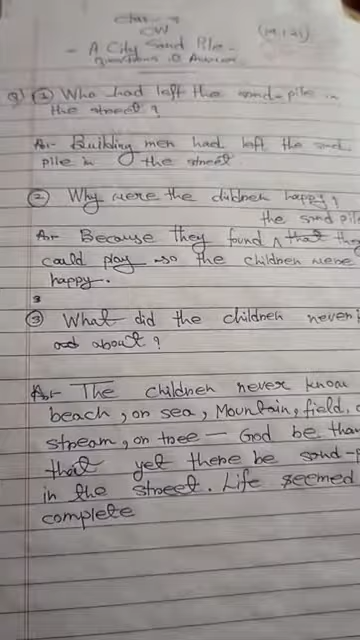 CW
- A City Sand Pile -
Questions & Answers
Q) ① Who had left the sand-pile in
the street?
Ans- Building men had left the sand
pile in the street
② Why were the children happy?
the sand pile
Ans- Because they found ^ that they
could play so the children were
happy.
3
③ What did the children never
about?
Ans- The children never know
beach, on sea, Mountain, field,
stream, on tree — God be
that yet there be sand-
in the street. Life seemed
complete